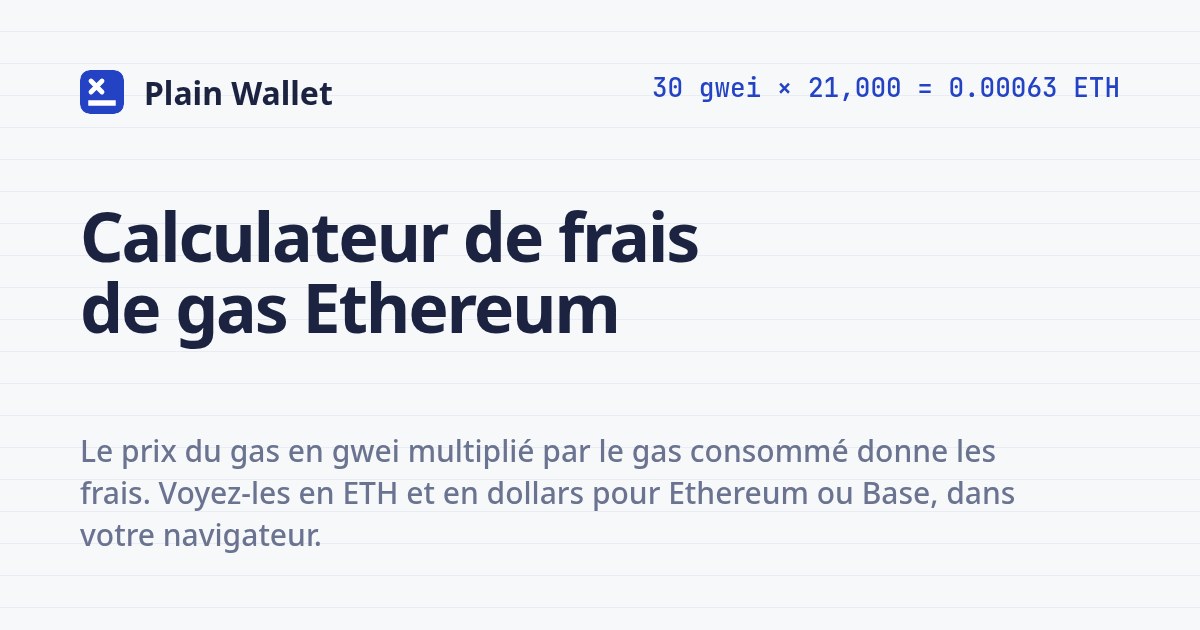 Plain Wallet
30 gwei × 21,000 = 0.00063 ETH
Calculateur de frais
de gas Ethereum
Le prix du gas en gwei multiplié par le gas consommé donne les
frais. Voyez-les en ETH et en dollars pour Ethereum ou Base, dans
votre navigateur.